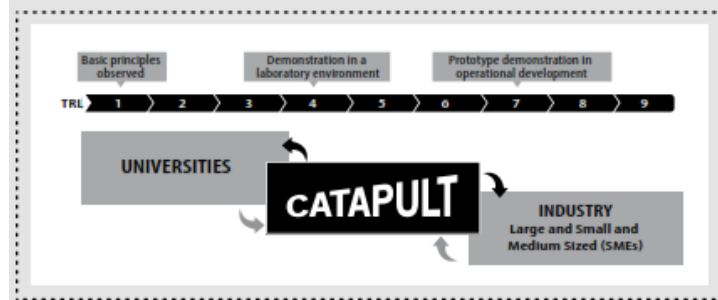 Basic principles
observed
Demonstration in a
laboratory environment
Prototype demonstration in
operational development
TRL 1 2 3 4 5 6 7 8 9
UNIVERSITIES
CATAPULT
INDUSTRY
Large and Small and
Medium Sized (SMEs)